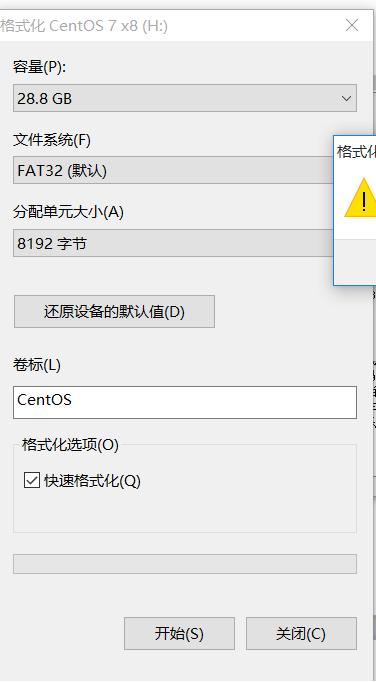 格式化 CentOS 7 x8 (H:)
容量(P):
28.8 GB
文件系统(F)
格式化
FAT32 (默认)
分配单元大小(A)
8192 字节
还原设备的默认值(D)
卷标(L)
CentOS
格式化选项(O)
快速格式化(Q)
开始(S)
关闭(C)